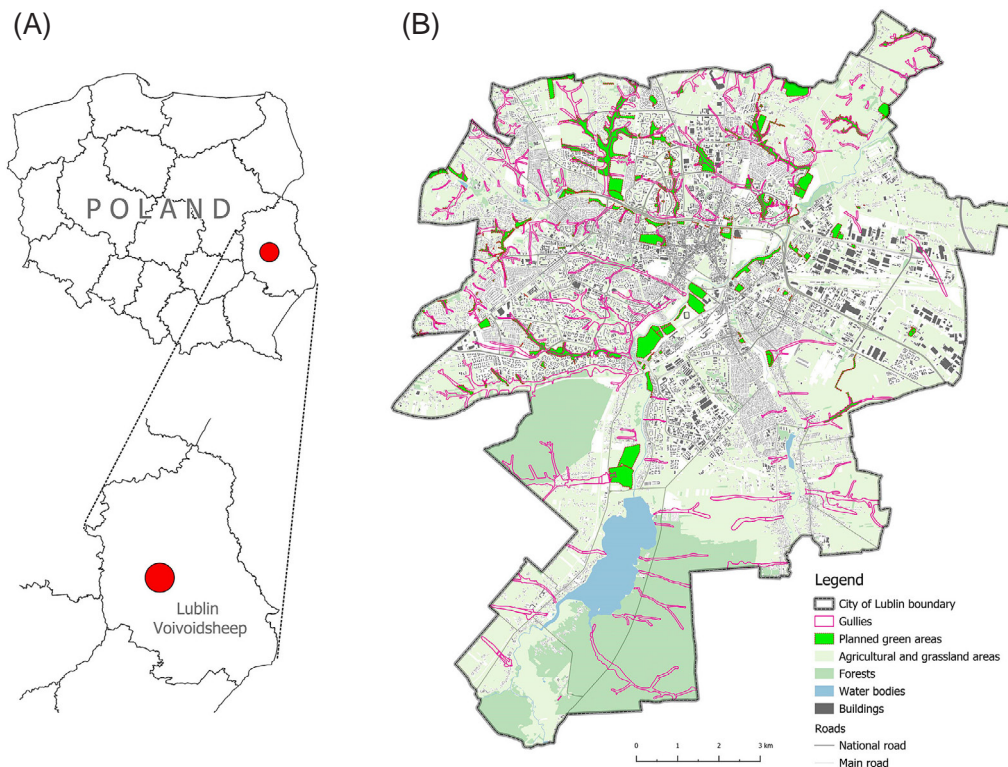 (A)
(B)
POLAND
Lublin
Voivoidsheep
Legend
City of Lublin boundary
Gullies
Planned green areas
Agricultural and grassland areas
Forests
Water bodies
Buildings
Roads
National road
Main road
0 1 2 3 km